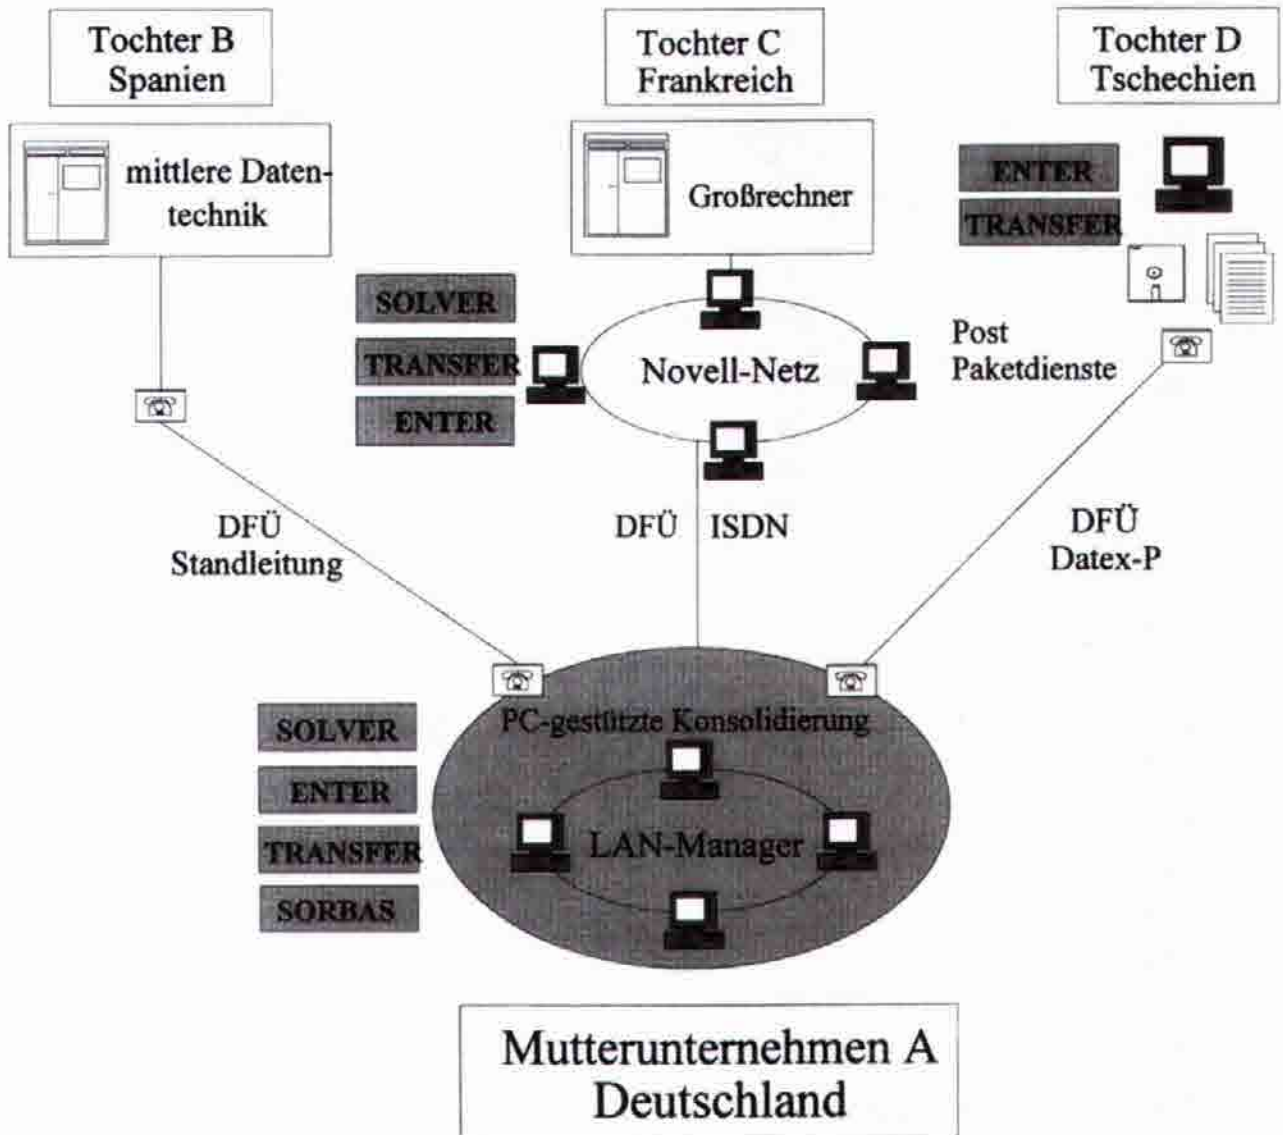 Tochter B
Spanien
Tochter C
Frankreich
Tochter D
Tschechien
mittlere Daten-
technik
Großrechner
ENTER
TRANSFER
SOLVER
TRANSFER
ENTER
Novell-Netz
Post
Paketdienste
DFÜ
Standleitung
DFÜ ISDN
DFÜ
Datex-P
SOLVER
ENTER
TRANSFER
SORBAS
PC-gestützte Konsolidierung
LAN-Manager
Mutterunternehmen A
Deutschland